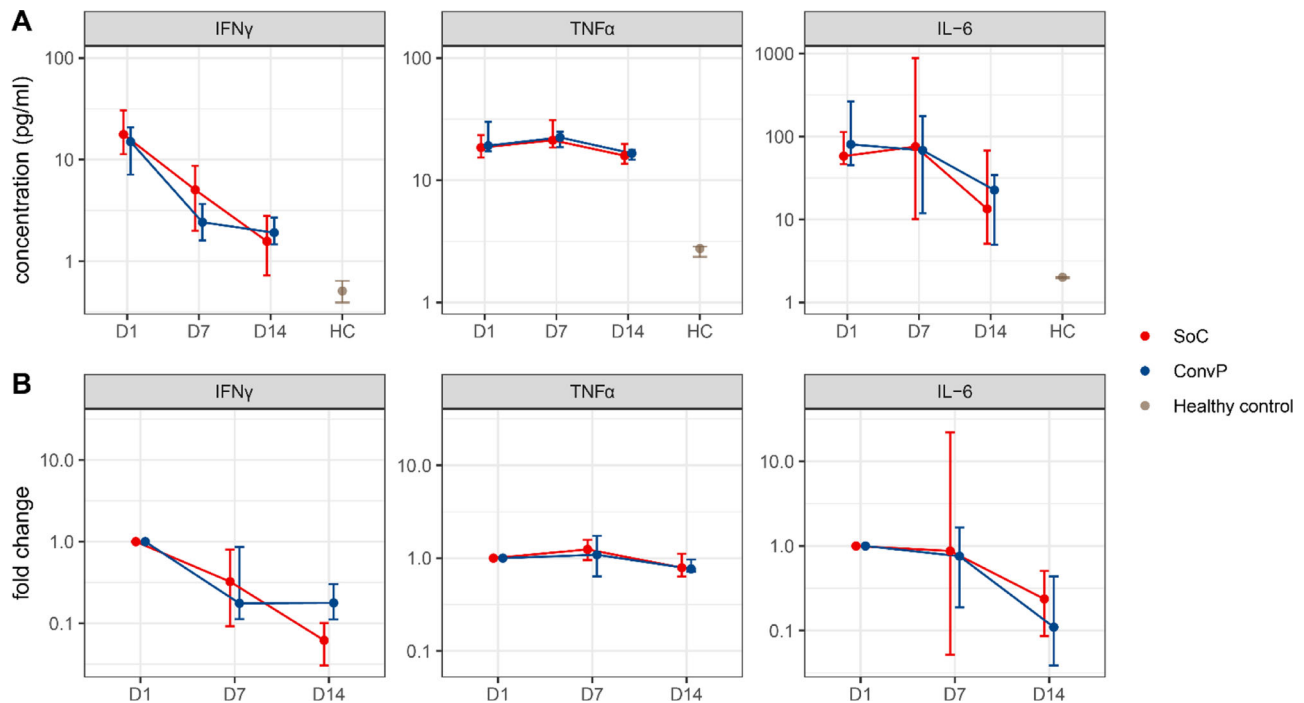 A
IFNγ
TNFα
IL−6
concentration (pg/ml)
100
10
1
D1 D7 D14 HC
100
10
1
D1 D7 D14 HC
1000
100
10
1
D1 D7 D14 HC
SoC
ConvP
Healthy control
B
IFNγ
TNFα
IL−6
fold change
10.0
1.0
0.1
D1 D7 D14
10.0
1.0
0.1
D1 D7 D14
10.0
1.0
0.1
D1 D7 D14